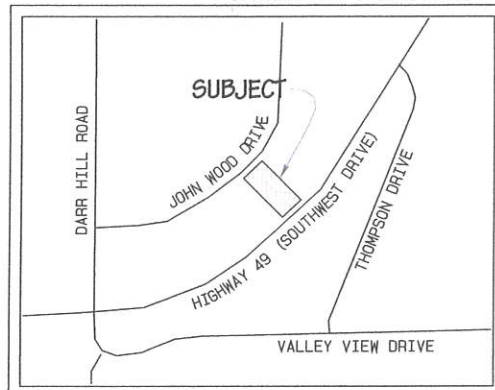 SUBJECT
DARR HILL ROAD
JOHN WOOD DRIVE
HIGHWAY 49 (SOUTHWEST DRIVE)
THOMPSON DRIVE
VALLEY VIEW DRIVE